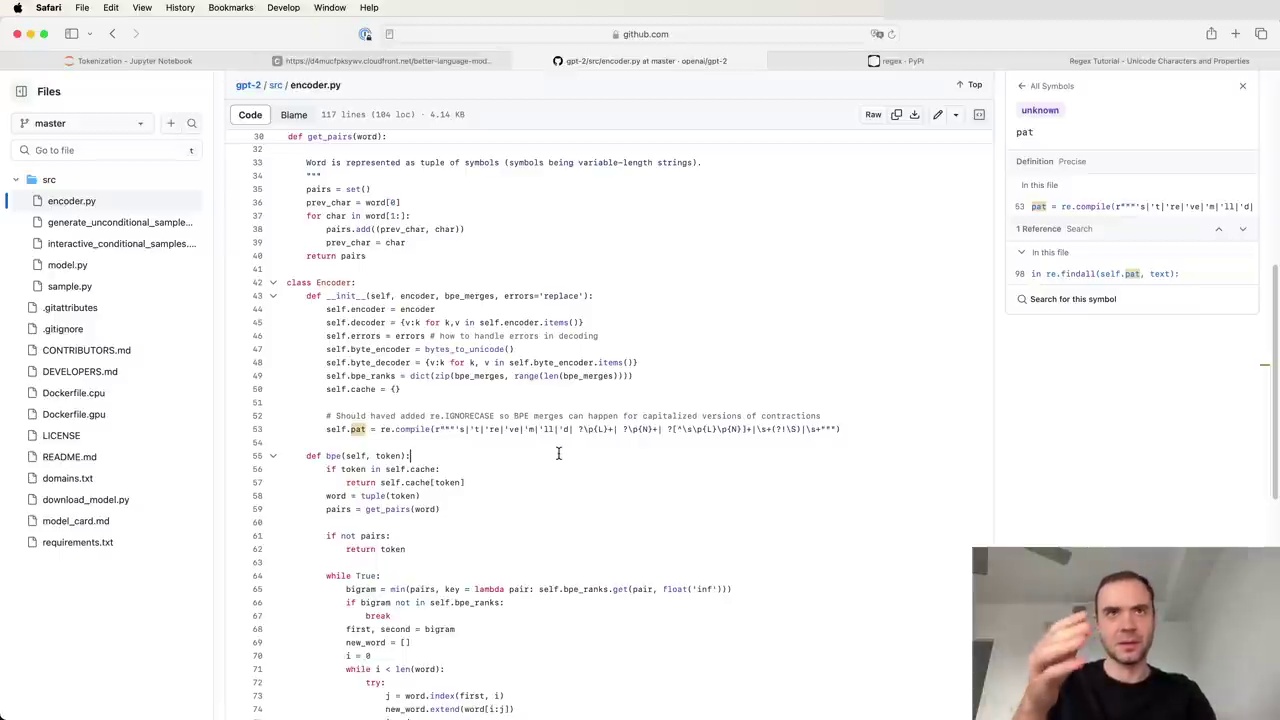 Safari File Edit View History Bookmarks Develop Window Help
github.com
Tokenization - Jupyter Notebook
https://d4mucfpksywv.cloudfront.net/better-language-mod...
gpt-2/src/encoder.py at master · openai/gpt-2
regex · PyPI
Regex Tutorial - Unicode Characters and Properties
Files
master
Go to file t
src
encoder.py
generate_unconditional_sample...
interactive_conditional_samples....
model.py
sample.py
.gitattributes
.gitignore
CONTRIBUTORS.md
DEVELOPERS.md
Dockerfile.cpu
Dockerfile.gpu
LICENSE
README.md
domains.txt
download_model.py
model_card.md
requirements.txt
gpt-2 / src / encoder.py Top
Code Blame 117 lines (104 loc) · 4.14 KB Raw
30 def get_pairs(word):
32
33 Word is represented as tuple of symbols (symbols being variable-length strings).
34 """
35 pairs = set()
36 prev_char = word[0]
37 for char in word[1:]:
38 pairs.add((prev_char, char))
39 prev_char = char
40 return pairs
41
42 class Encoder:
43 def __init__(self, encoder, bpe_merges, errors='replace'):
44 self.encoder = encoder
45 self.decoder = {v:k for k,v in self.encoder.items()}
46 self.errors = errors # how to handle errors in decoding
47 self.byte_encoder = bytes_to_unicode()
48 self.byte_decoder = {v:k for k, v in self.byte_encoder.items()}
49 self.bpe_ranks = dict(zip(bpe_merges, range(len(bpe_merges))))
50 self.cache = {}
51
52 # Should haved added re.IGNORECASE so BPE merges can happen for capitalized versions of contractions
53 self.pat = re.compile(r"""'s|'t|'re|'ve|'m|'ll|'d| ?\p{L}+| ?\p{N}+| ?[^\s\p{L}\p{N}]+|\s+(?!\S)|\s+""")
54
55 def bpe(self, token):
56 if token in self.cache:
57 return self.cache[token]
58 word = tuple(token)
59 pairs = get_pairs(word)
60
61 if not pairs:
62 return token
63
64 while True:
65 bigram = min(pairs, key = lambda pair: self.bpe_ranks.get(pair, float('inf')))
66 if bigram not in self.bpe_ranks:
67 break
68 first, second = bigram
69 new_word = []
70 i = 0
71 while i < len(word):
72 try:
73 j = word.index(first, i)
74 new_word.extend(word[i:j])
All Symbols
unknown
pat
Definition Precise
In this file
53 pat = re.compile(r"""'s|'t|'re|'ve|'m|'ll|'d|
1 Reference Search
In this file
98 in re.findall(self.pat, text):
Search for this symbol